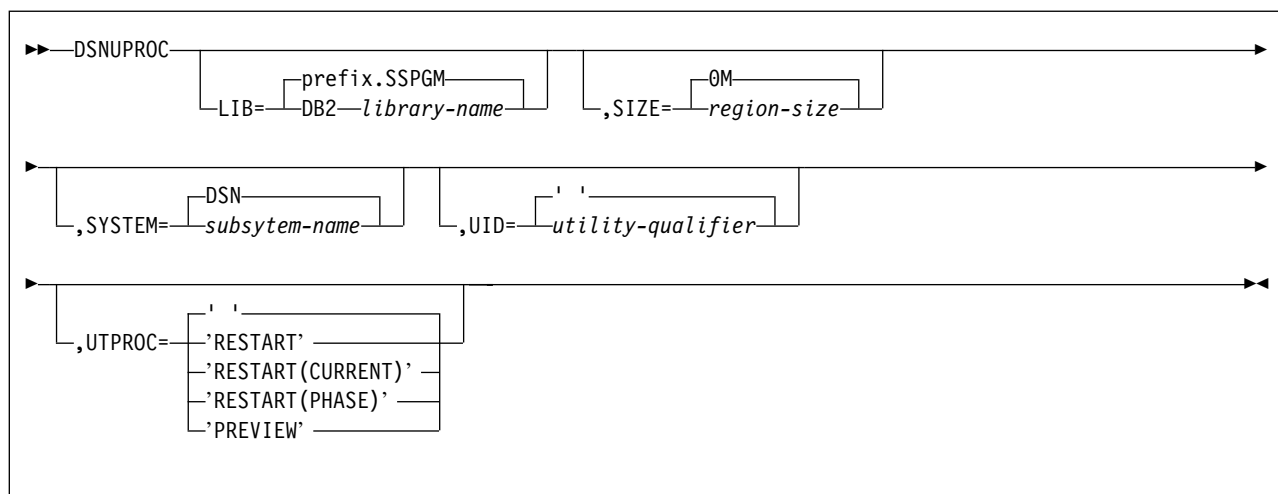 DSNUPROC
prefix.SSPGM
LIB= DB2 library-name
0M
,SIZE= region-size
DSN
,SYSTEM= subsytem-name
' '
,UID= utility-qualifier
' '
,UTPROC= ’RESTART’
’RESTART(CURRENT)’
’RESTART(PHASE)’
’PREVIEW’